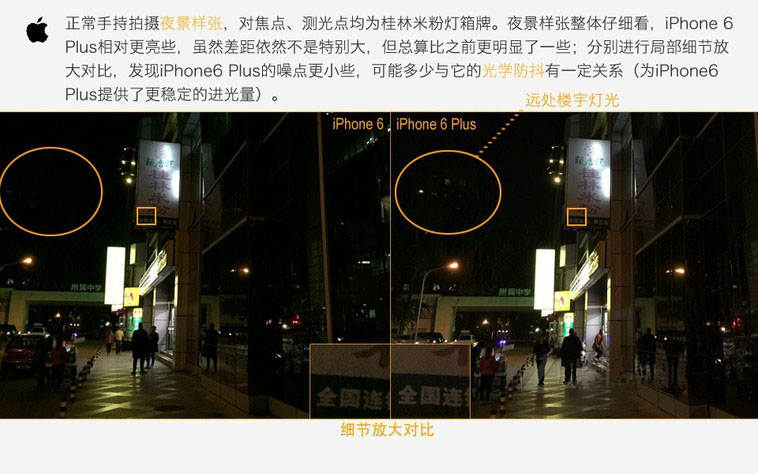 正常手持拍摄夜景样张，对焦点、测光点均为桂林米粉灯箱牌。夜景样张整体仔细看，iPhone 6
Plus相对更亮些，虽然差距依然不是特别大，但总算比之前更明显了一些；分别进行局部细节放
大对比，发现iPhone6 Plus的噪点更小些，可能多少与它的光学防抖有一定关系（为iPhone6
Plus提供了更稳定的进光量）。
远处楼宇灯光
iPhone 6
iPhone 6 Plus
附属中学
附属中学
全国连
全国连
细节放大对比